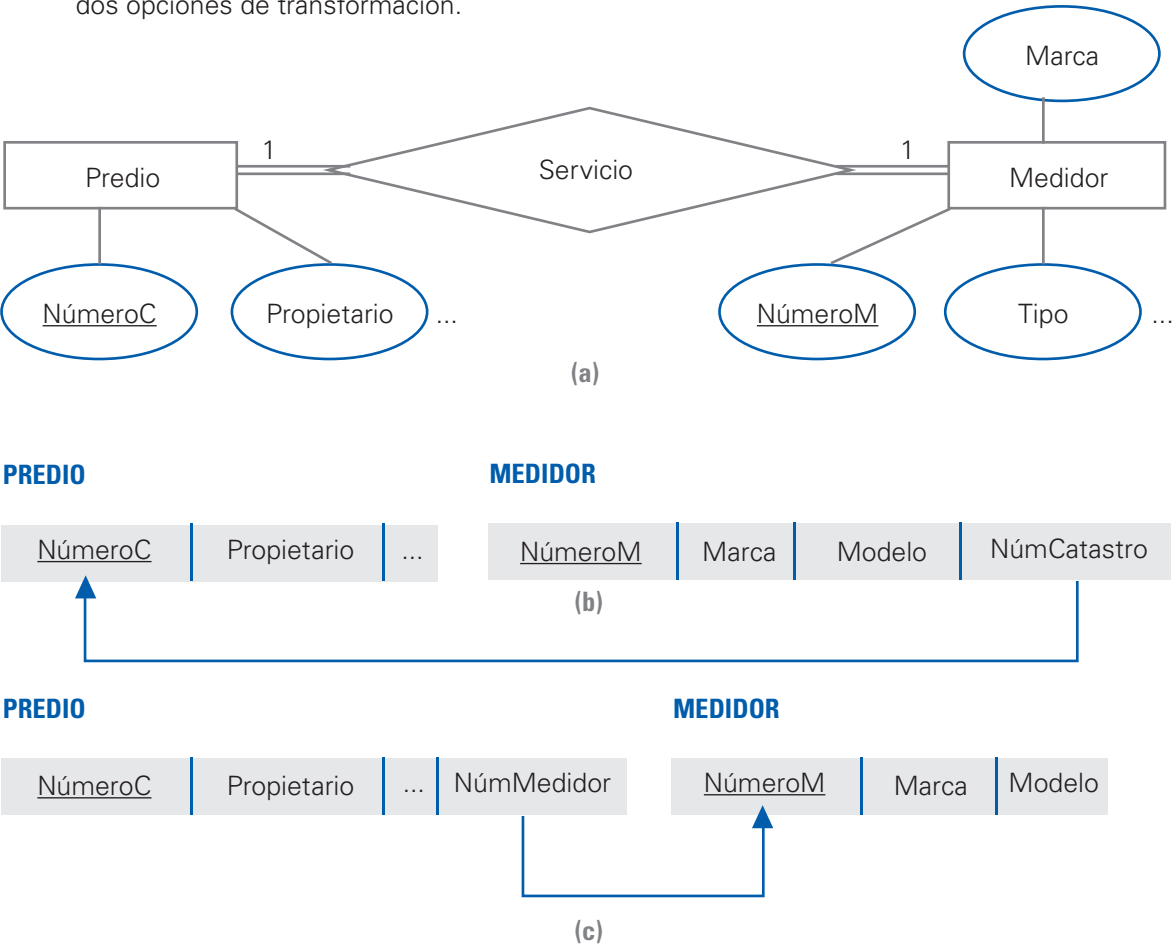 dos opciones de transformación.
Marca
1
1
Predio
Servicio
Medidor
NúmeroC
Propietario
...
NúmeroM
Tipo
...
(a)
PREDIO
MEDIDOR
NúmeroC
Propietario
...
NúmeroM
Marca
Modelo
NúmCatastro
(b)
PREDIO
MEDIDOR
NúmeroC
Propietario
...
NúmMedidor
NúmeroM
Marca
Modelo
(c)